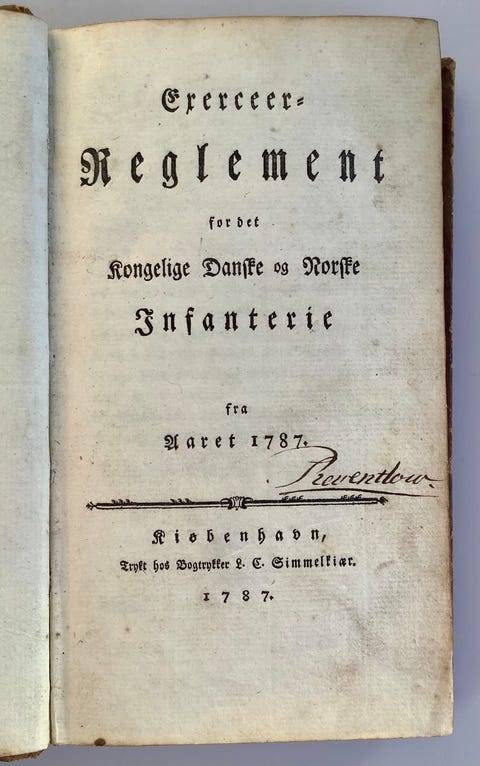 Exerceer-
Reglement
for det
Kongelige Danske og Norske
Infanterie
fra
Aaret 1787.
Reventlow.
Kiøbenhavn,
Trykt hos Bogtrykker L. C. Simmelkiær.
1787.